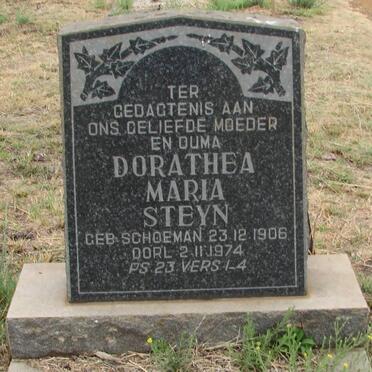 TER
GEDAGTENIS AAN
ONS GELIEFDE MOEDER
EN OUMA
DORATHEA
MARIA
STEYN
GEB SCHOEMAN 23.12.1906
OORL 2.11.1974
PS 23 VERS 1-4